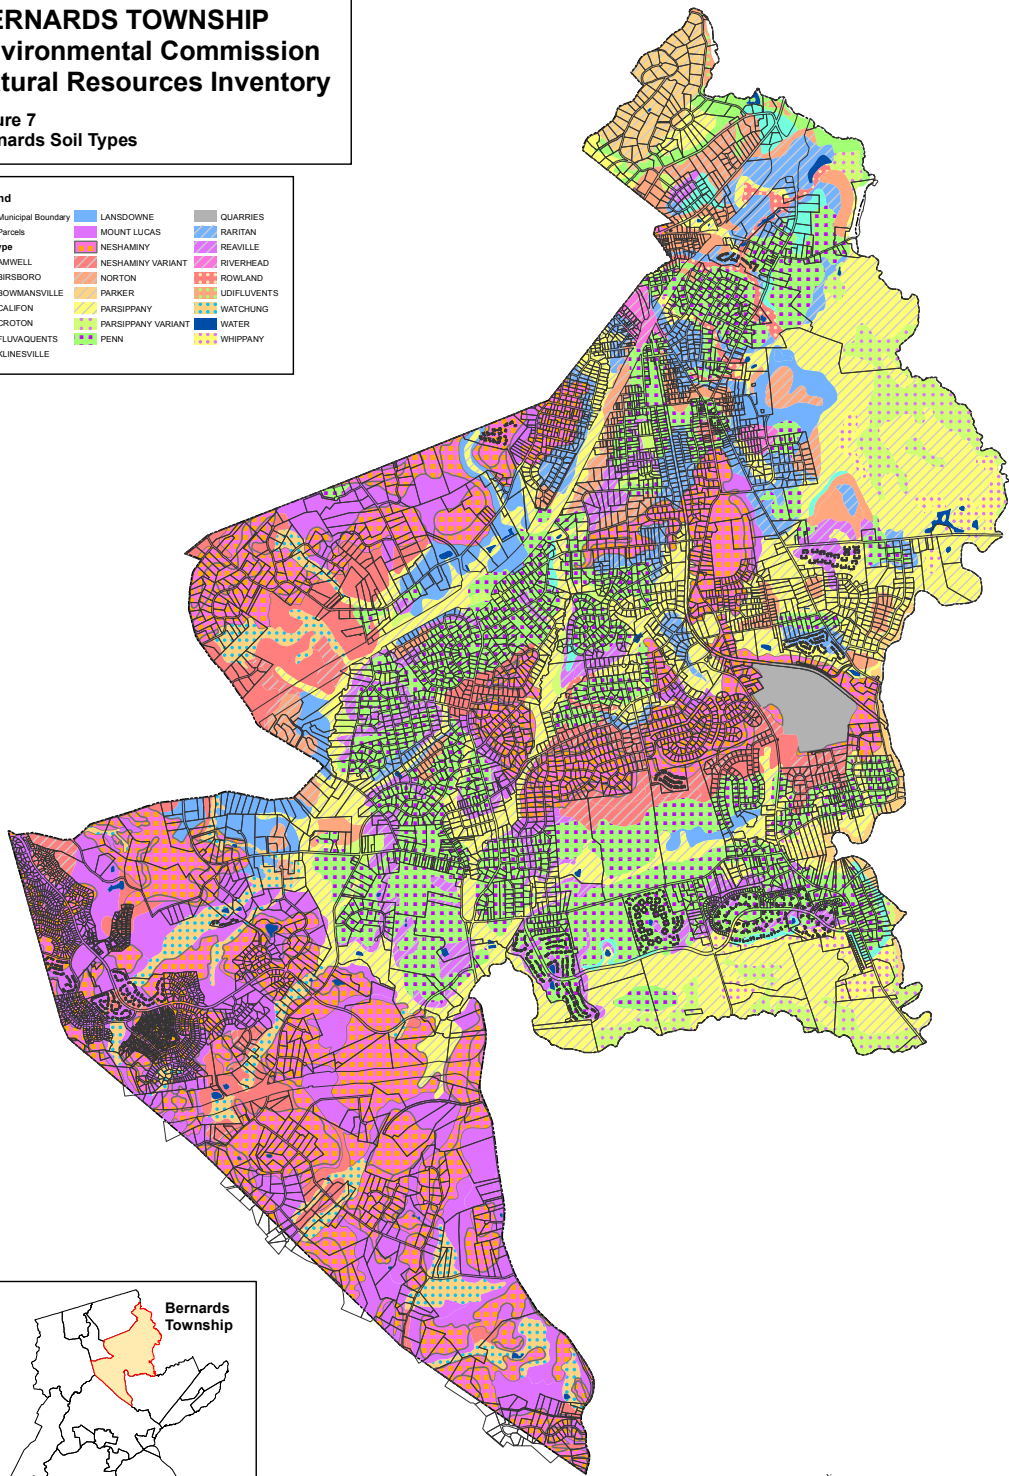 ERNARDS TOWNSHIP
vironmental Commission
tural Resources Inventory
ure 7
nards Soil Types
nd
Municipal Boundary
Parcels
ype
AMWELL
BIRSBORO
BOWMANSVILLE
CALIFON
CROTON
FLUVAQUENTS
KLINESVILLE
LANSDOWNE
MOUNT LUCAS
NESHAMINY
NESHAMINY VARIANT
NORTON
PARKER
PARSIPPANY
PARSIPPANY VARIANT
PENN
QUARRIES
RARITAN
REAVILLE
RIVERHEAD
ROWLAND
UDIFLUVENTS
WATCHUNG
WATER
WHIPPANY
Bernards
Township